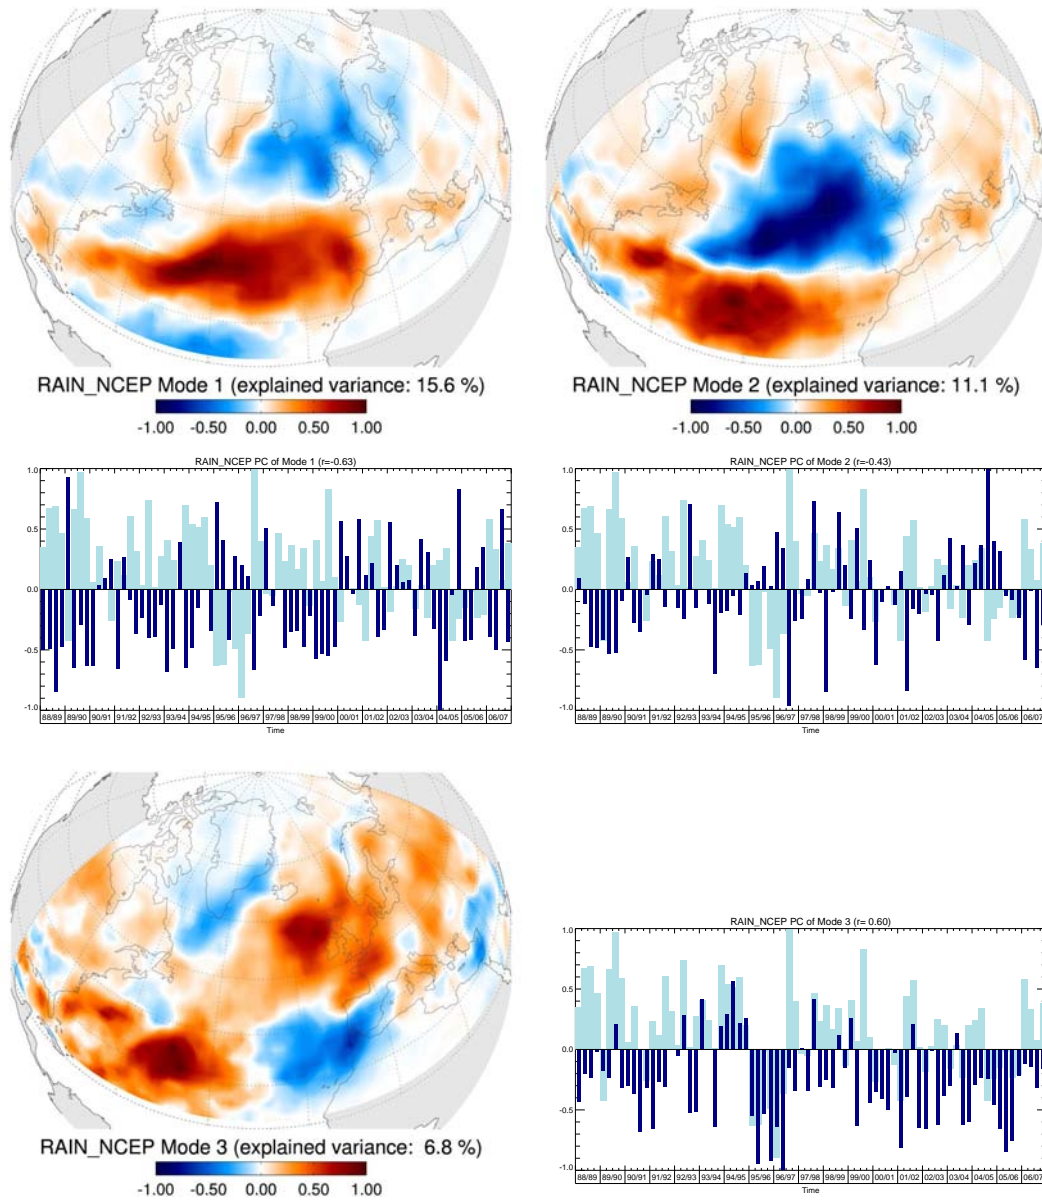 RAIN_NCEP Mode 1 (explained variance: 15.6 %)
-1.00 -0.50 0.00 0.50 1.00
RAIN_NCEP Mode 2 (explained variance: 11.1 %)
-1.00 -0.50 0.00 0.50 1.00
RAIN_NCEP PC of Mode 1 (r=-0.63)
1.0
0.5
0.0
-0.5
-1.0
88/89 89/90 90/91 91/92 92/93 93/94 94/95 95/96 96/97 97/98 98/99 99/00 00/01 01/02 02/03 03/04 04/05 05/06 06/07
Time
RAIN_NCEP PC of Mode 2 (r=-0.43)
1.0
0.5
0.0
-0.5
-1.0
88/89 89/90 90/91 91/92 92/93 93/94 94/95 95/96 96/97 97/98 98/99 99/00 00/01 01/02 02/03 03/04 04/05 05/06 06/07
Time
RAIN_NCEP Mode 3 (explained variance: 6.8 %)
-1.00 -0.50 0.00 0.50 1.00
RAIN_NCEP PC of Mode 3 (r= 0.60)
1.0
0.5
0.0
-0.5
-1.0
88/89 89/90 90/91 91/92 92/93 93/94 94/95 95/96 96/97 97/98 98/99 99/00 00/01 01/02 02/03 03/04 04/05 05/06 06/07
Time